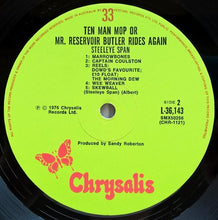 33
TEN MAN MOP OR
MR. RESERVOIR BUTLER RIDES AGAIN
STEELEYE SPAN
1. MARROWBONES
2. CAPTAIN COULSTON
3. REELS:
DOWD'S FAVOURITE;
£10 FLOAT;
THE MORNING DEW
4. WEE WEAVER
5. SKEWBALL
(Steeleye Span) (Albert)
SIDE 2
L-36,143
SMX50256
(CHR-1121)
℗ © 1976 Chrysalis
Records Ltd.
Produced by Sandy Roberton
Chrysalis